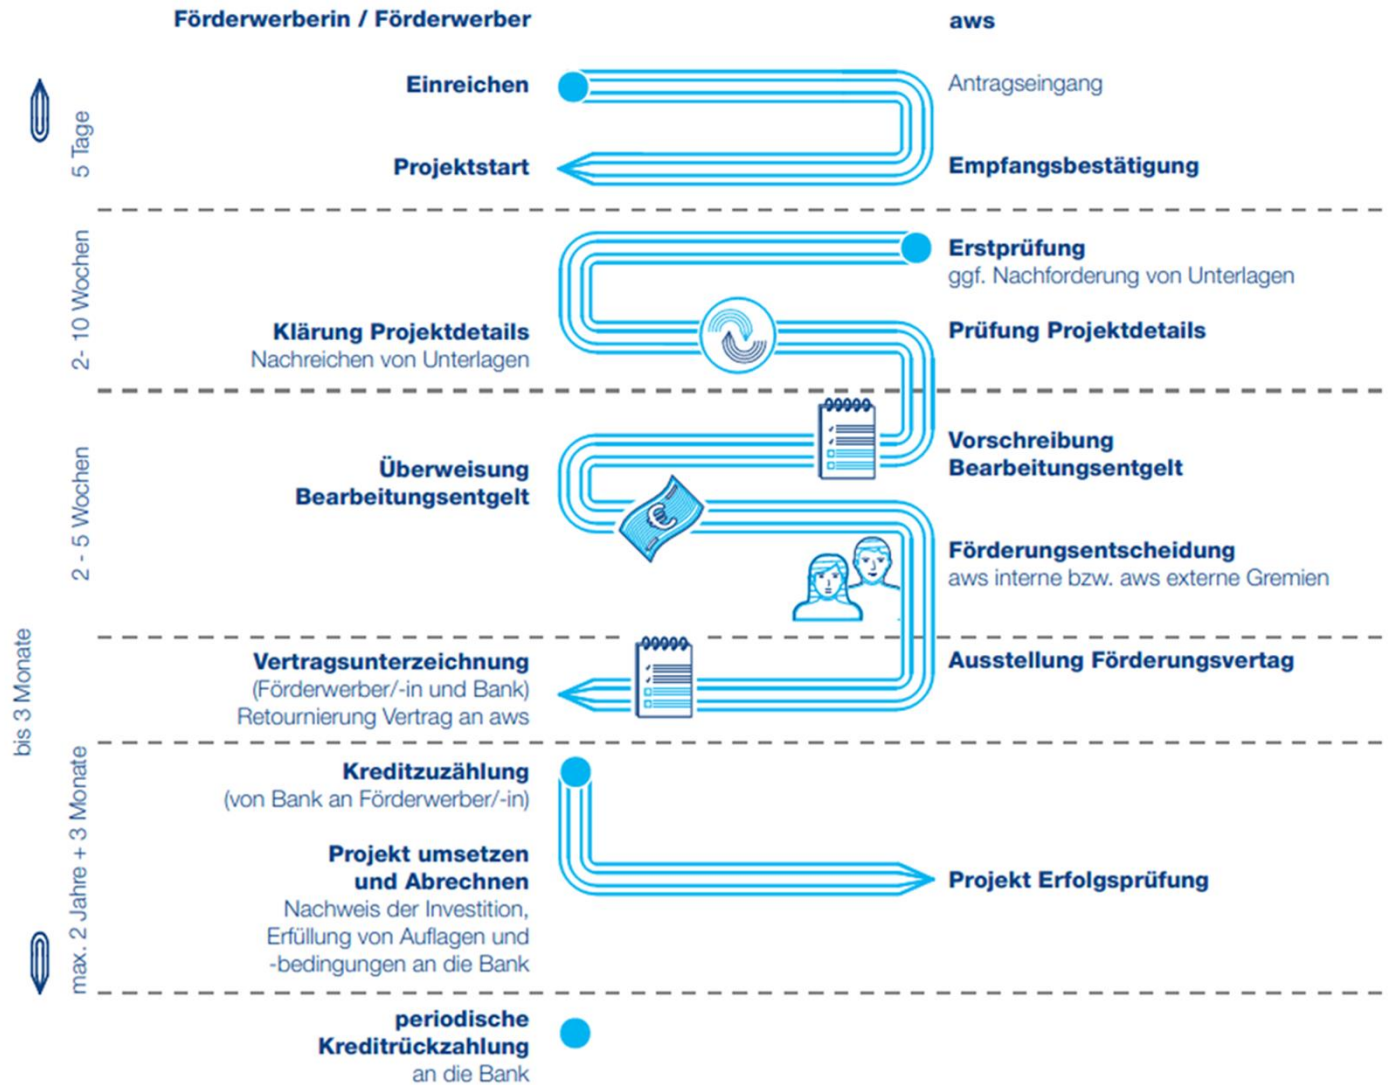 Förderwerberin / Förderwerber
aws
Einreichen
Antragseingang
5 Tage
Projektstart
Empfangsbestätigung
Erstprüfung
ggf. Nachforderung von Unterlagen
2- 10 Wochen
Klärung Projektdetails
Nachreichen von Unterlagen
Prüfung Projektdetails
Vorschreibung
Bearbeitungsentgelt
2 - 5 Wochen
Überweisung
Bearbeitungsentgelt
€
Förderungsentscheidung
aws interne bzw. aws externe Gremien
bis 3 Monate
Vertragsunterzeichnung
(Förderwerber/-in und Bank)
Retournierung Vertrag an aws
Ausstellung Förderungsvertag
max. 2 Jahre + 3 Monate
Kreditzuzählung
(von Bank an Förderwerber/-in)
Projekt umsetzen
und Abrechnen
Nachweis der Investition,
Erfüllung von Auflagen und
-bedingungen an die Bank
Projekt Erfolgsprüfung
periodische
Kreditrückzahlung
an die Bank